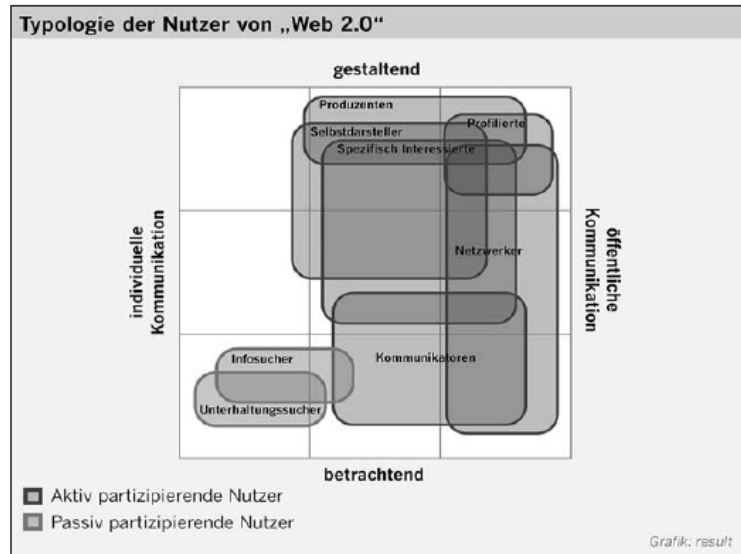 Typologie der Nutzer von „Web 2.0“
gestaltend
Produzenten
Profilierte
Selbstdarsteller
Spezifisch Interessierte
individuelle
Kommunikation
öffentliche
Kommunikation
Netzwerker
Infosucher
Kommunikatoren
Unterhaltungssucher
betrachtend
Aktiv partizipierende Nutzer
Passiv partizipierende Nutzer
Grafik: result